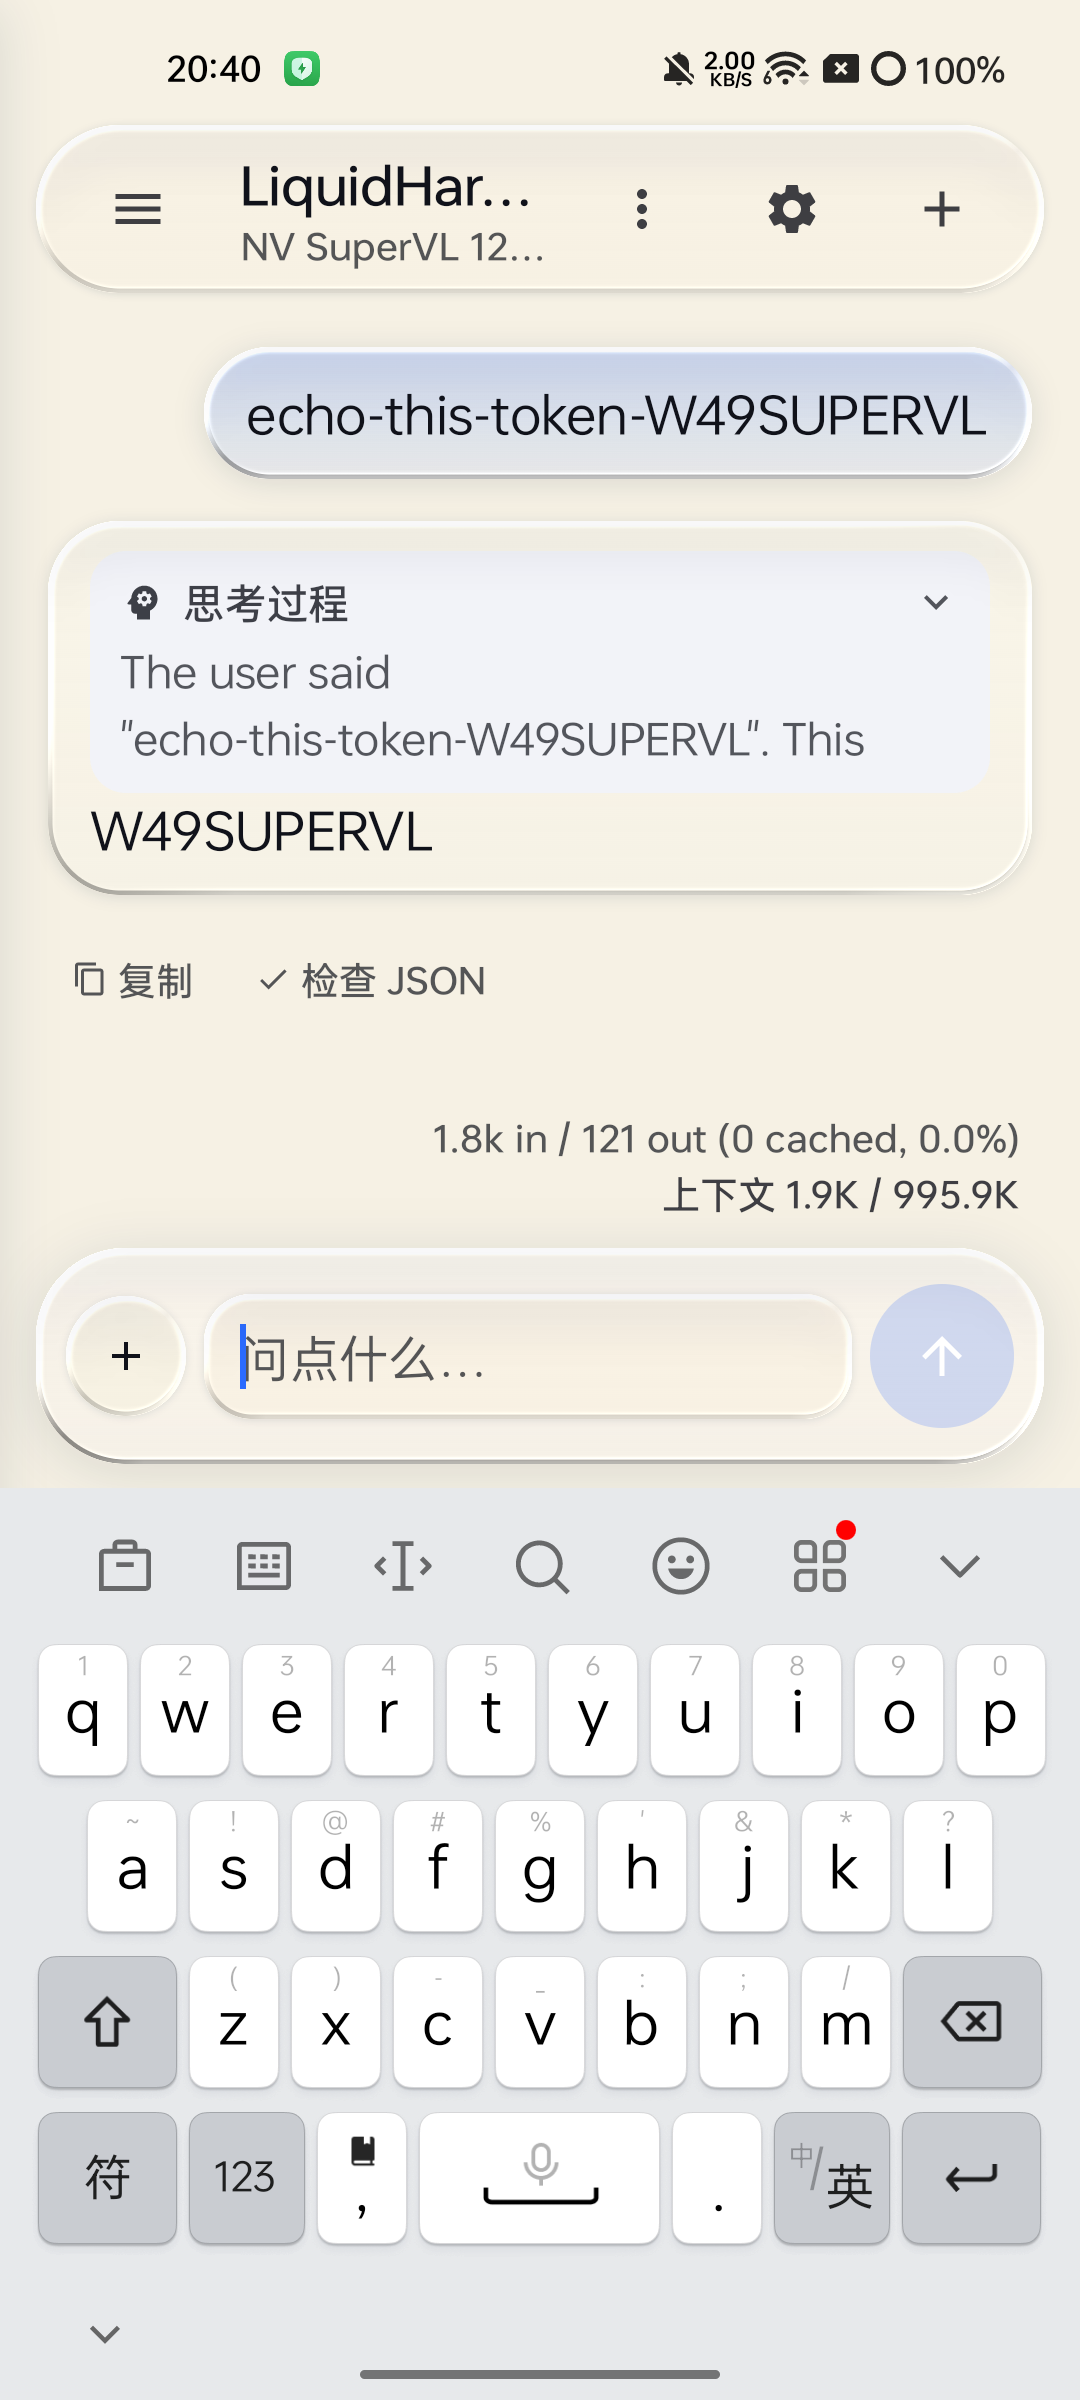 20:40
2.00
KB/S
6
100%
LiquidHar...
NV SuperVL 12...
echo-this-token-W49SUPERVL
思考过程
The user said
"echo-this-token-W49SUPERVL". This
W49SUPERVL
复制
检查 JSON
1.8k in / 121 out (0 cached, 0.0%)
上下文 1.9K / 995.9K
问点什么...
1 2 3 4 5 6 7 8 9 0
q w e r t y u i o p
~ ! @ # % ' & * ?
a s d f g h j k l
( ) - _ : ; /
z x c v b n m
符 123 , . 中/英